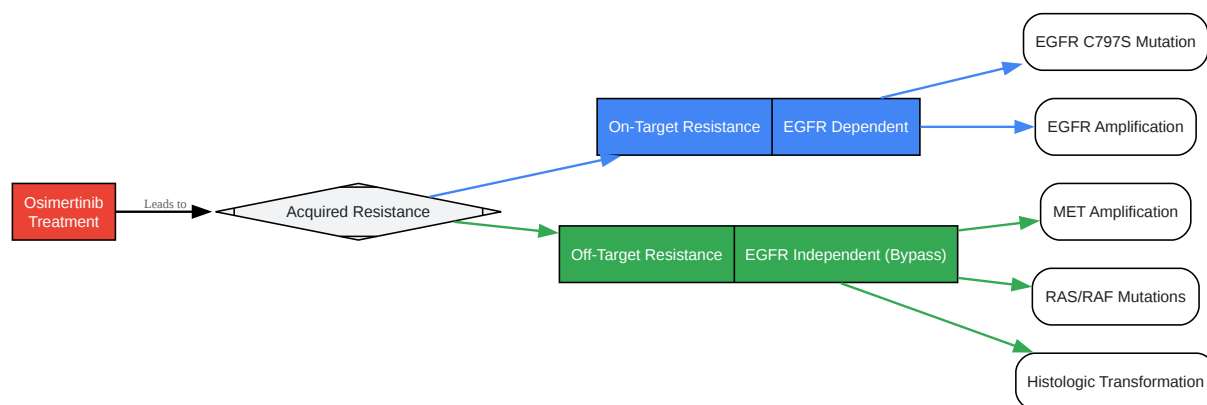 Osimertinib
Treatment
Leads to
Acquired Resistance
On-Target Resistance
EGFR Dependent
Off-Target Resistance
EGFR Independent (Bypass)
EGFR C797S Mutation
EGFR Amplification
MET Amplification
RAS/RAF Mutations
Histologic Transformation